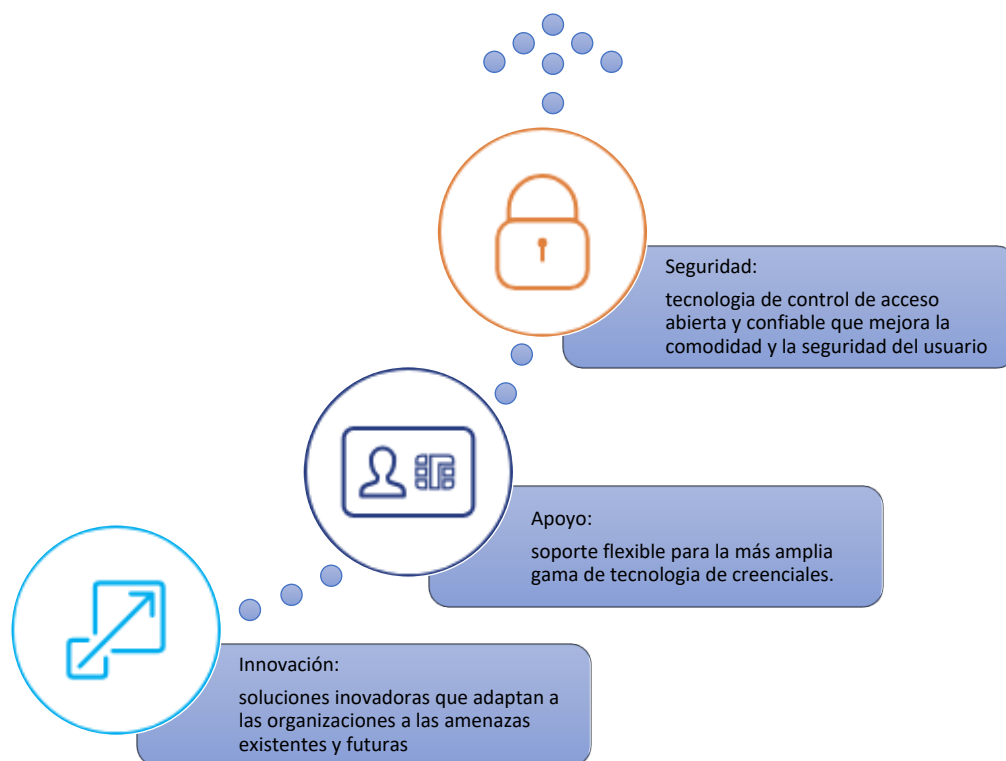 Seguridad:
tecnologia de control de acceso
abierta y confiable que mejora la
comodidad y la seguridad del usuario
Apoyo:
soporte flexible para la más amplia
gama de tecnologia de creenciales.
Innovación:
soluciones inovadoras que adaptan a
las organizaciones a las amenazas
existentes y futuras